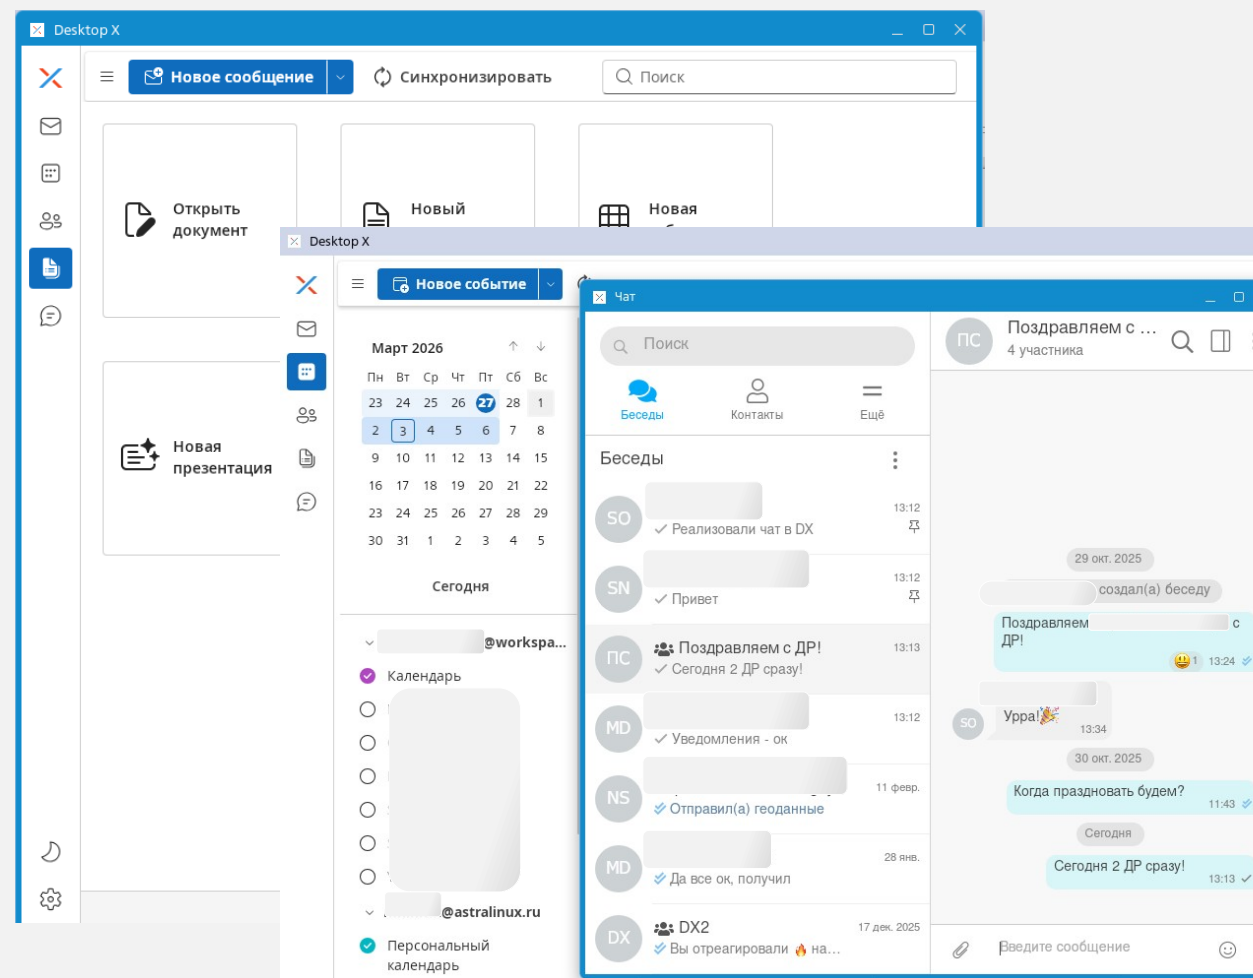 Desktop X
Новое сообщение
Синхронизировать
Поиск
Открыть
документ
Новый
Новая
Новая
презентация
Desktop X
Новое событие
Март 2026
Пн Вт Ср Чт Пт Сб Вс
23 24 25 26 27 28 1
2 3 4 5 6 7 8
9 10 11 12 13 14 15
16 17 18 19 20 21 22
23 24 25 26 27 28 29
30 31 1 2 3 4 5
Сегодня
@workspa...
Календарь
@astralinux.ru
Персональный
календарь
Чат
Поиск
Беседы
Контакты
Ещё
Беседы
SO
13:12
Реализовали чат в DX
SN
13:12
Привет
ПС
Поздравляем с ДР!
13:13
Сегодня 2 ДР сразу!
MD
13:12
Уведомления - ок
NS
11 февр.
Отправил(а) геоданные
MD
28 янв.
Да все ок, получил
DX
DX2
17 дек. 2025
Вы отреагировали 🔥 на...
ПС
Поздравляем с ...
4 участника
29 окт. 2025
создал(а) беседу
Поздравляем с
ДР!
😃 1 13:24
SO
Урра!🎉
13:34
30 окт. 2025
Когда праздновать будем?
11:43
Сегодня
Сегодня 2 ДР сразу!
13:13
Введите сообщение